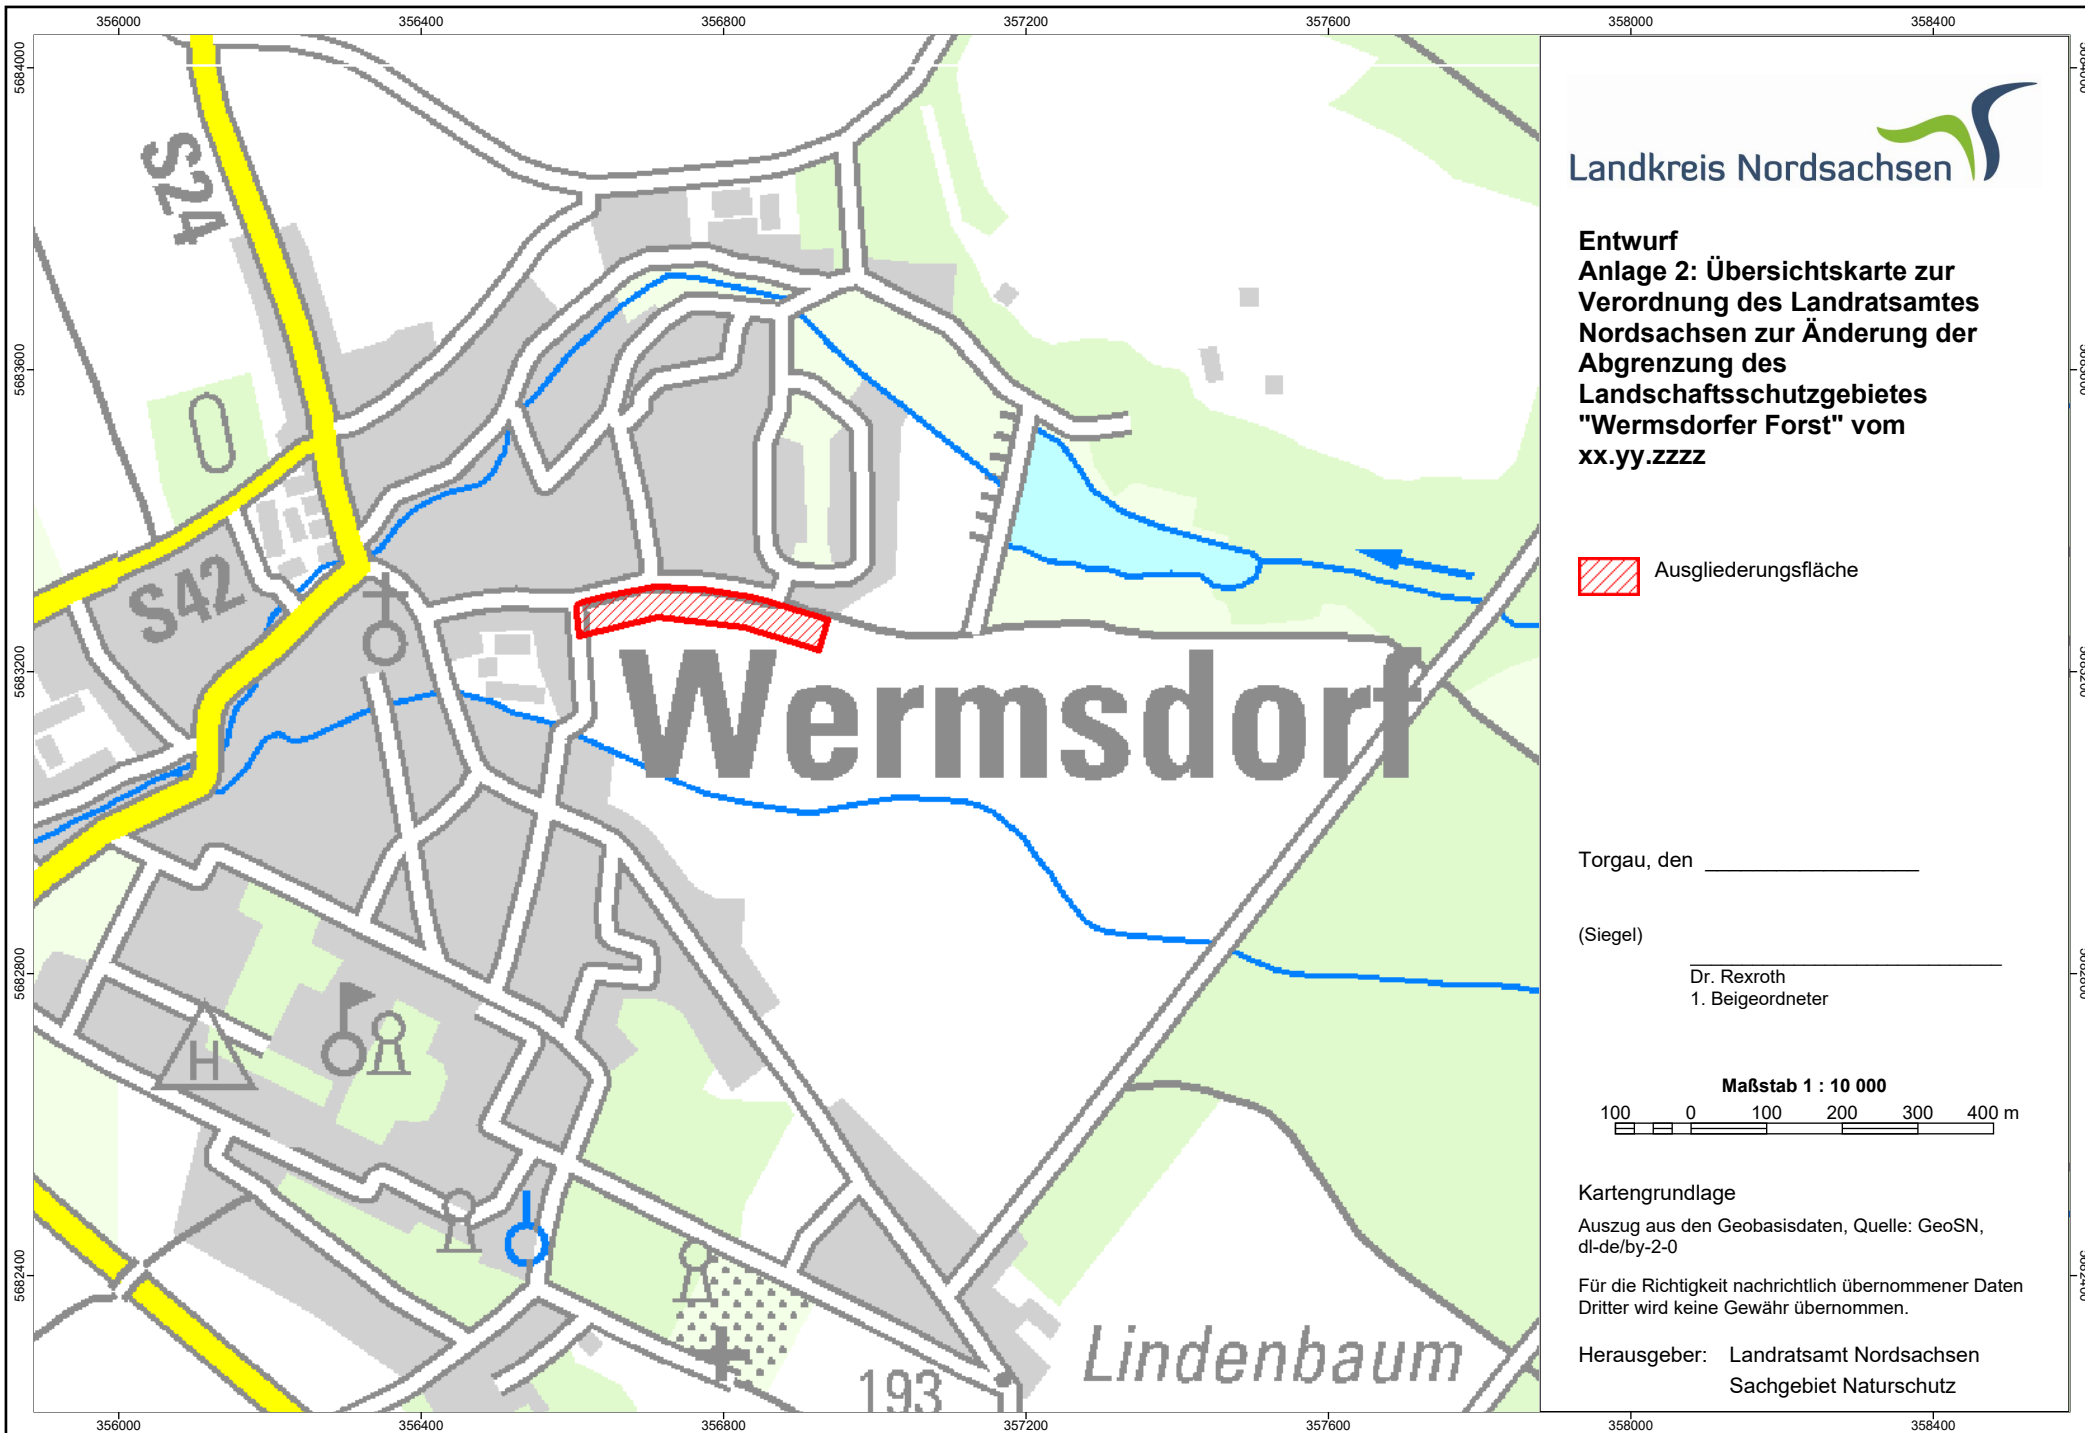 356000
356400
356800
357200
357600
358000
358400
5684000
5683600
5683200
5682800
5682400
S24
S42
Wermsdorf
H
193
Lindenbaum
Landkreis Nordsachsen
Entwurf
Anlage 2: Übersichtskarte zur
Verordnung des Landratsamtes
Nordsachsen zur Änderung der
Abgrenzung des
Landschaftsschutzgebietes
"Wermsdorfer Forst" vom
xx.yy.zzzz
Ausgliederungsfläche
Torgau, den
(Siegel)
Dr. Rexroth
1. Beigeordneter
Maßstab 1 : 10 000
100 0 100 200 300 400 m
Kartengrundlage
Auszug aus den Geobasisdaten, Quelle: GeoSN,
dl-de/by-2-0
Für die Richtigkeit nachrichtlich übernommener Daten
Dritter wird keine Gewähr übernommen.
Herausgeber: Landratsamt Nordsachsen
Sachgebiet Naturschutz
356000
356400
356800
357200
357600
358000
358400